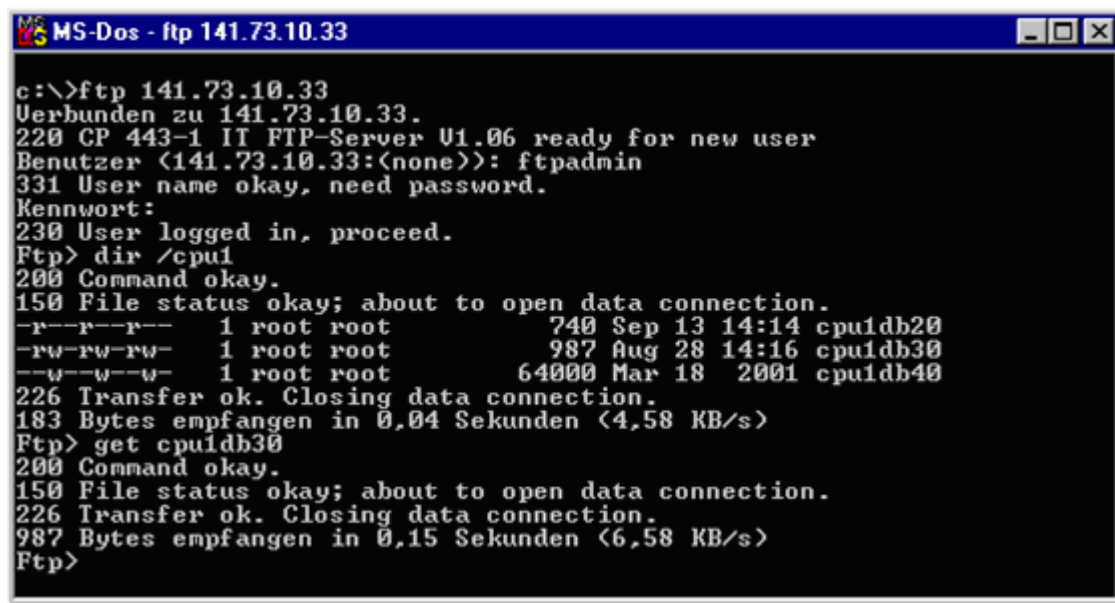 MS-Dos - ftp 141.73.10.33
c:\>ftp 141.73.10.33
Verbunden zu 141.73.10.33.
220 CP 443-1 IT FTP-Server V1.06 ready for new user
Benutzer (141.73.10.33:(none)): ftpadmin
331 User name okay, need password.
Kennwort:
230 User logged in, proceed.
Ftp> dir /cpu1
200 Command okay.
150 File status okay; about to open data connection.
-r--r--r--   1 root root           740 Sep 13 14:14 cpu1db20
-rw-rw-rw-   1 root root           987 Aug 28 14:16 cpu1db30
--w--w--w-   1 root root         64000 Mar 18  2001 cpu1db40
226 Transfer ok. Closing data connection.
183 Bytes empfangen in 0,04 Sekunden (4,58 KB/s)
Ftp> get cpu1db30
200 Command okay.
150 File status okay; about to open data connection.
226 Transfer ok. Closing data connection.
987 Bytes empfangen in 0,15 Sekunden (6,58 KB/s)
Ftp>